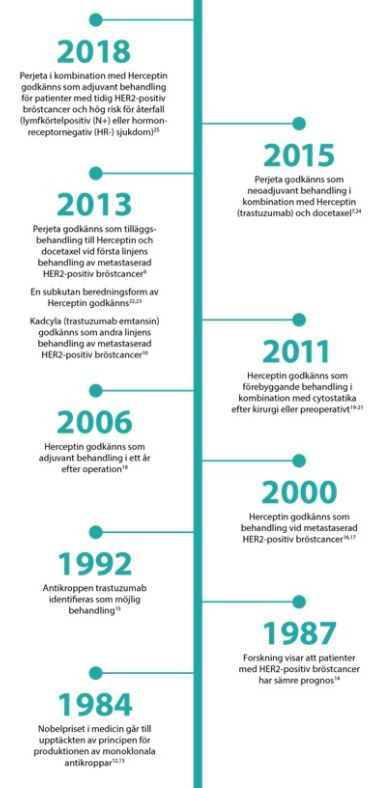 2018
Perjeta i kombination med Herceptin
godkänns som adjuvant behandling
för patienter med tidig HER2-positiv
bröstcancer och hög risk för återfall
(lymfkörtelpositiv (N+) eller hormon-
receptornegativ (HR-) sjukdom)²⁵
2015
Perjeta godkänns som
neoadjuvant behandling i
kombination med Herceptin
(trastuzumab) och docetaxel⁷,²⁴
2013
Perjeta godkänns som tilläggs-
behandling till Herceptin och
docetaxel vid första linjens
behandling av metastaserad
HER2-positiv bröstcancer⁹
En subkutan beredningsform av
Herceptin godkänns²²,²³
Kadcyla (trastuzumab emtansin)
godkänns som andra linjens
behandling av metastaserad
HER2-positiv bröstcancer¹⁰
2011
Herceptin godkänns som
förebyggande behandling i
kombination med cytostatika
efter kirurgi eller preoperativt¹⁹-²¹
2006
Herceptin godkänns som
adjuvant behandling i ett år
efter operation¹⁸
2000
Herceptin godkänns som
behandling vid metastaserad
HER2-positiv bröstcancer¹⁶,¹⁷
1992
Antikroppen trastuzumab
identifieras som möjlig
behandling¹⁵
1987
Forskning visar att patienter
med HER2-positiv bröstcancer
har sämre prognos¹⁴
1984
Nobelpriset i medicin går till
upptäckten av principen för
produktionen av monoklonala
antikroppar¹²,¹³